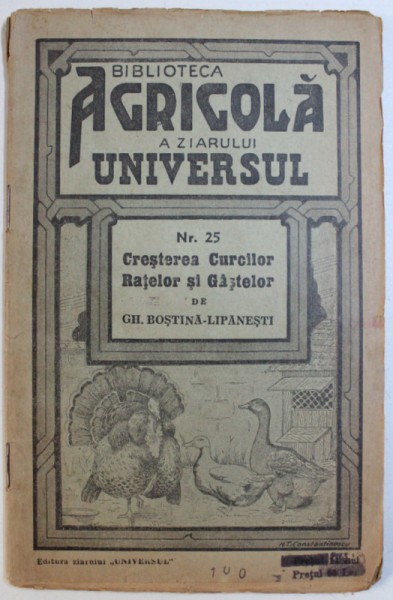 BIBLIOTECA
AGRICOLĂ
A ZIARULUI
UNIVERSUL
Nr. 25
Creşterea Curcilor
Raţelor şi Gâştelor
DE
GH. BOŞTINĂ-LIPĂNEŞTI
N.T. Constantinescu
Editura ziarului „UNIVERSUL"
Preţul
100